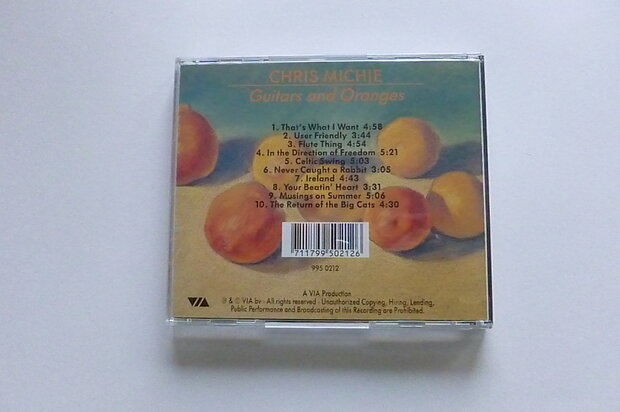 CHRIS MICHIE
Guitars and Oranges
1. That's What I Want 4:58
2. User Friendly 3:44
3. Flute Thing 4:54
4. In the Direction of Freedom 5:21
5. Celtic Swing 5:03
6. Never Caught a Rabbit 3:05
7. Ireland 4:43
8. Your Beatin' Heart 3:31
9. Musings on Summer 5:06
10. The Return of the Big Cats 4:30
711799502126
995 0212
A VIA Production
VIA ℗ & © VIA bv - All rights reserved - Unauthorized Copying, Hiring, Lending,
Public Performance and Broadcasting of this Recording are Prohibited.